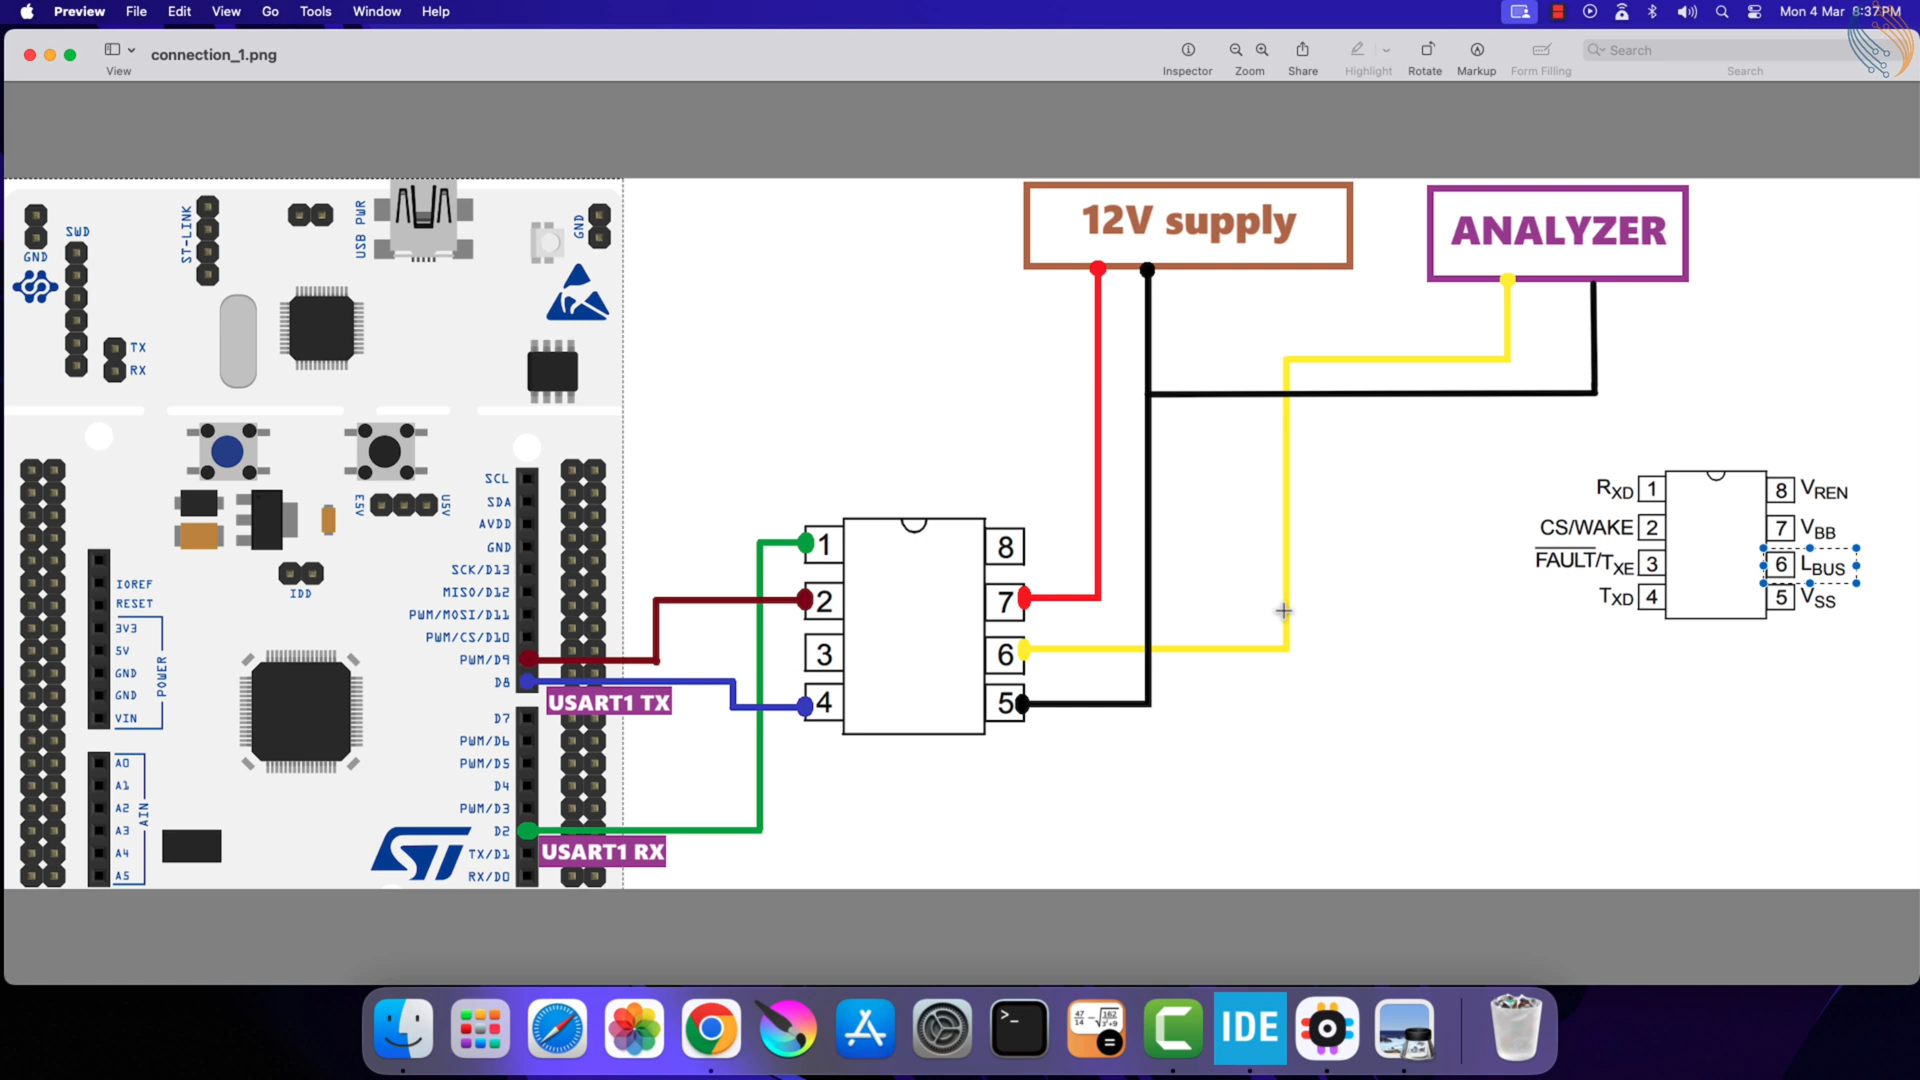 Preview File Edit View Go Tools Window Help
Mon 4 Mar 8:37PM
connection_1.png
View
Inspector Zoom Share Highlight Rotate Markup Form Filling
Search
Search
12V supply
ANALYZER
GND
SWD
ST-LINK
USB PWR
GND
TX
RX
E5V
U5V
IDD
SCL
SDA
AVDD
GND
SCK/D13
MISO/D12
PWM/MOSI/D11
PWM/CS/D10
PWM/D9
D8
D7
PWM/D6
PWM/D5
D4
PWM/D3
D2
TX/D1
RX/D0
IOREF
RESET
3V3
5V
GND
GND
VIN
POWER
A0
A1
A2
A3
A4
A5
AIN
ST
USART1 TX
USART1 RX
1 8
2 7
3 6
4 5
RXD 1 8 VREN
CS/WAKE 2 7 VBB
FAULT/TXE 3 6 LBUS
TXD 4 5 VSS
IDE